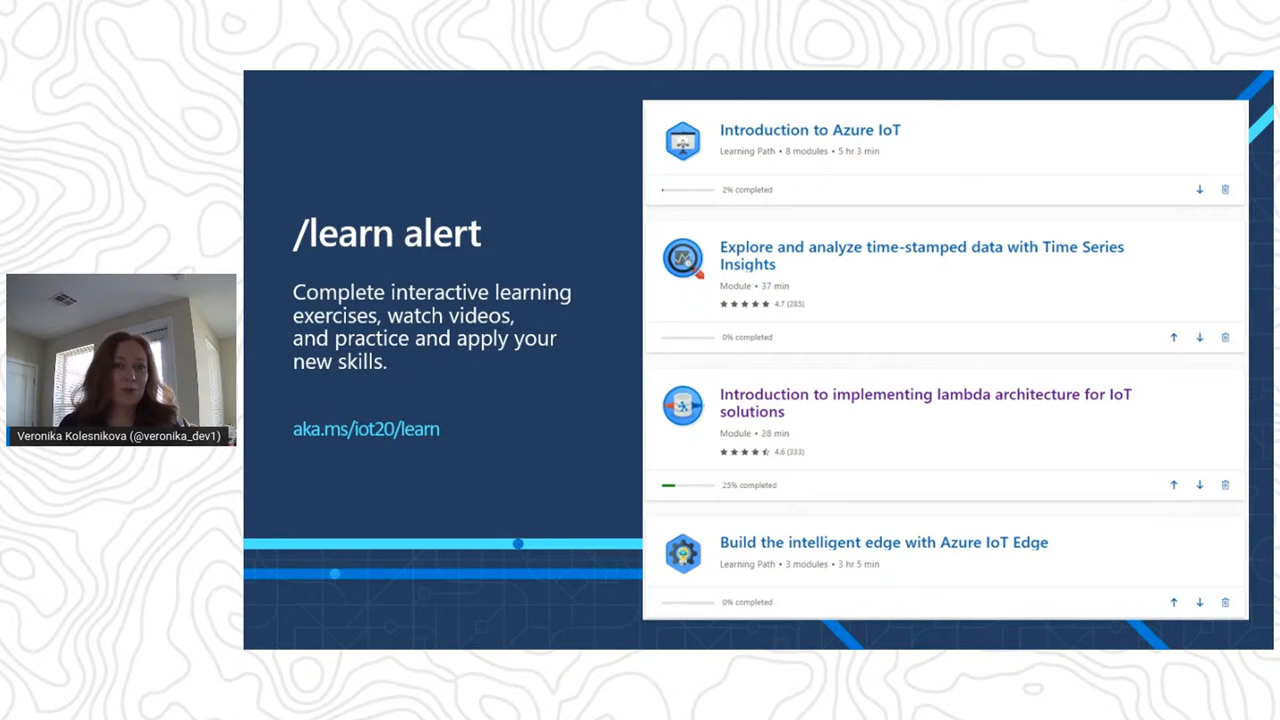 /learn alert
Complete interactive learning
exercises, watch videos,
and practice and apply your
new skills.
aka.ms/iot20/learn
Introduction to Azure IoT
Learning Path • 8 modules • 5 hr 3 min
2% completed
Explore and analyze time-stamped data with Time Series
Insights
Module • 37 min
4.7 (285)
0% completed
Introduction to implementing lambda architecture for IoT
solutions
Module • 28 min
4.6 (333)
25% completed
Build the intelligent edge with Azure IoT Edge
Learning Path • 3 modules • 3 hr 5 min
0% completed
Veronika Kolesnikova (@veronika_dev1)